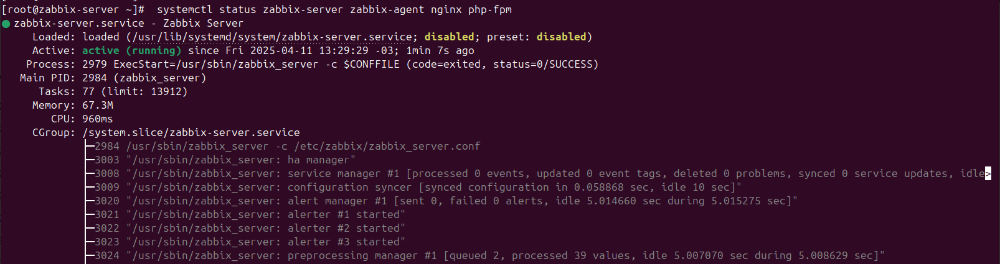 [root@zabbix-server ~]#  systemctl status zabbix-server zabbix-agent nginx php-fpm
● zabbix-server.service - Zabbix Server
     Loaded: loaded (/usr/lib/systemd/system/zabbix-server.service; disabled; preset: disabled)
     Active: active (running) since Fri 2025-04-11 13:29:29 -03; 1min 7s ago
    Process: 2979 ExecStart=/usr/sbin/zabbix_server -c $CONFFILE (code=exited, status=0/SUCCESS)
   Main PID: 2984 (zabbix_server)
      Tasks: 77 (limit: 13912)
     Memory: 67.3M
        CPU: 960ms
     CGroup: /system.slice/zabbix-server.service
             ├─2984 /usr/sbin/zabbix_server -c /etc/zabbix/zabbix_server.conf
             ├─3003 "/usr/sbin/zabbix_server: ha manager"
             ├─3008 "/usr/sbin/zabbix_server: service manager #1 [processed 0 events, updated 0 event tags, deleted 0 problems, synced 0 service updates, idle>
             ├─3009 "/usr/sbin/zabbix_server: configuration syncer [synced configuration in 0.058868 sec, idle 10 sec]"
             ├─3020 "/usr/sbin/zabbix_server: alert manager #1 [sent 0, failed 0 alerts, idle 5.014660 sec during 5.015275 sec]"
             ├─3021 "/usr/sbin/zabbix_server: alerter #1 started"
             ├─3022 "/usr/sbin/zabbix_server: alerter #2 started"
             ├─3023 "/usr/sbin/zabbix_server: alerter #3 started"
             ├─3024 "/usr/sbin/zabbix_server: preprocessing manager #1 [queued 2, processed 39 values, idle 5.007070 sec during 5.008629 sec]"